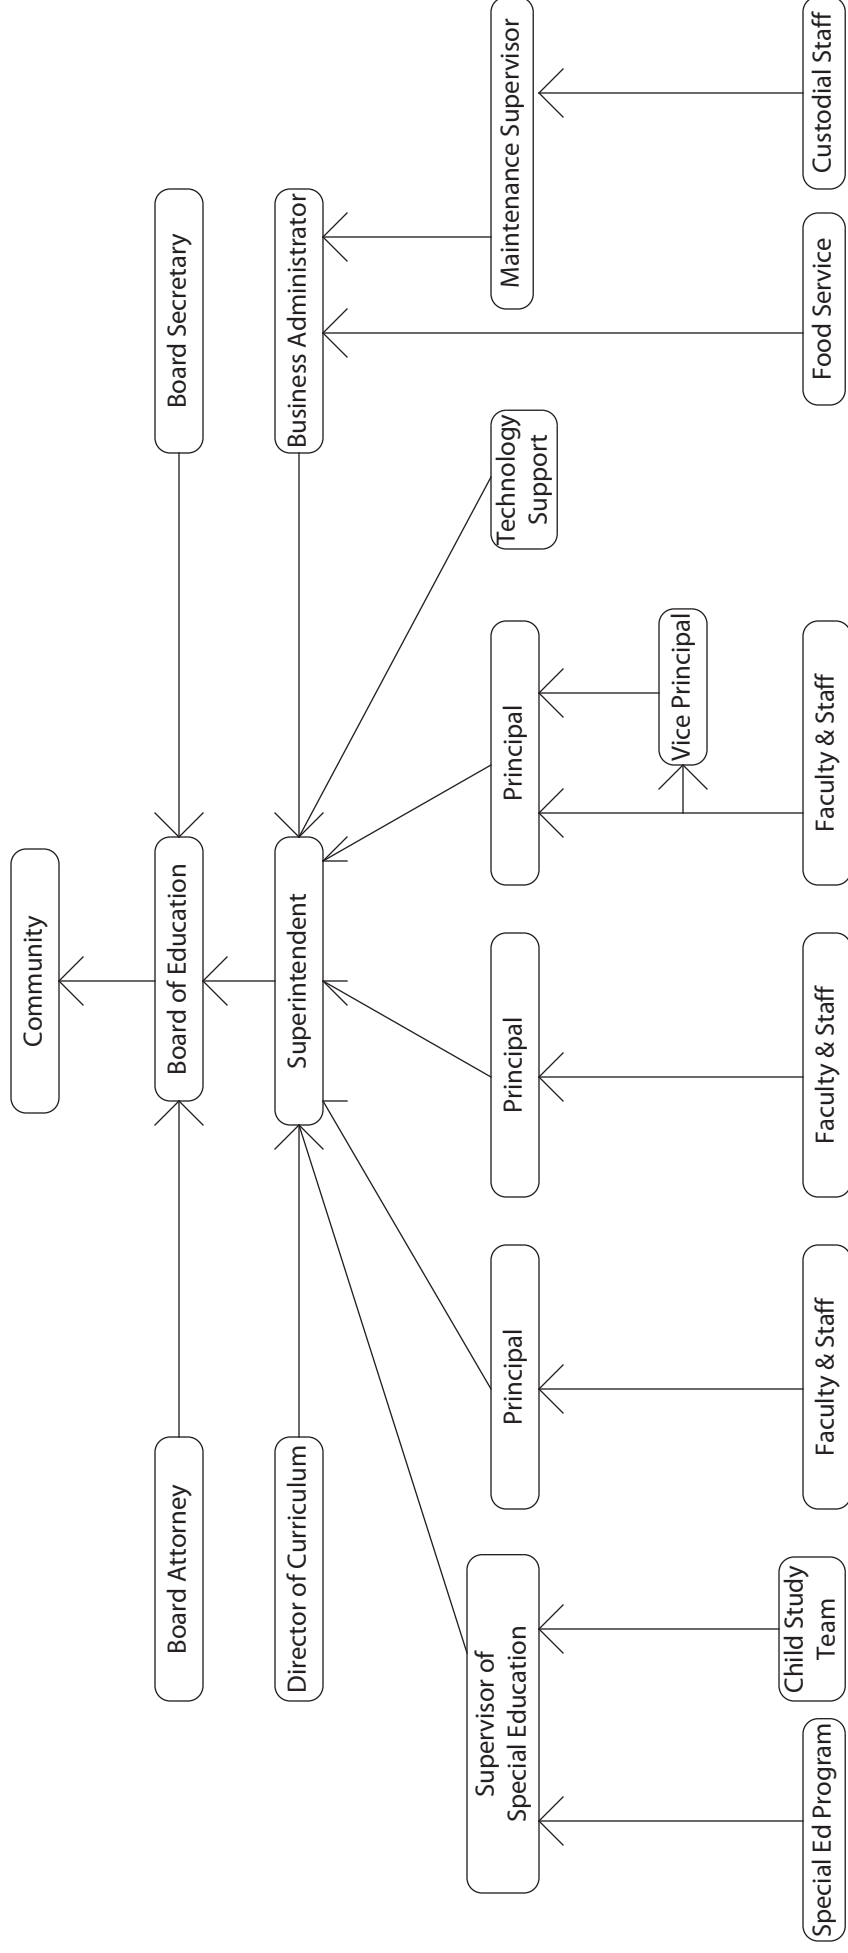 Community
Board Attorney
Board of Education
Board Secretary
Director of Curriculum
Superintendent
Business Administrator
Supervisor of
Special Education
Principal
Principal
Principal
Technology
Support
Maintenance Supervisor
Vice Principal
Special Ed Program
Child Study
Team
Faculty & Staff
Faculty & Staff
Faculty & Staff
Food Service
Custodial Staff